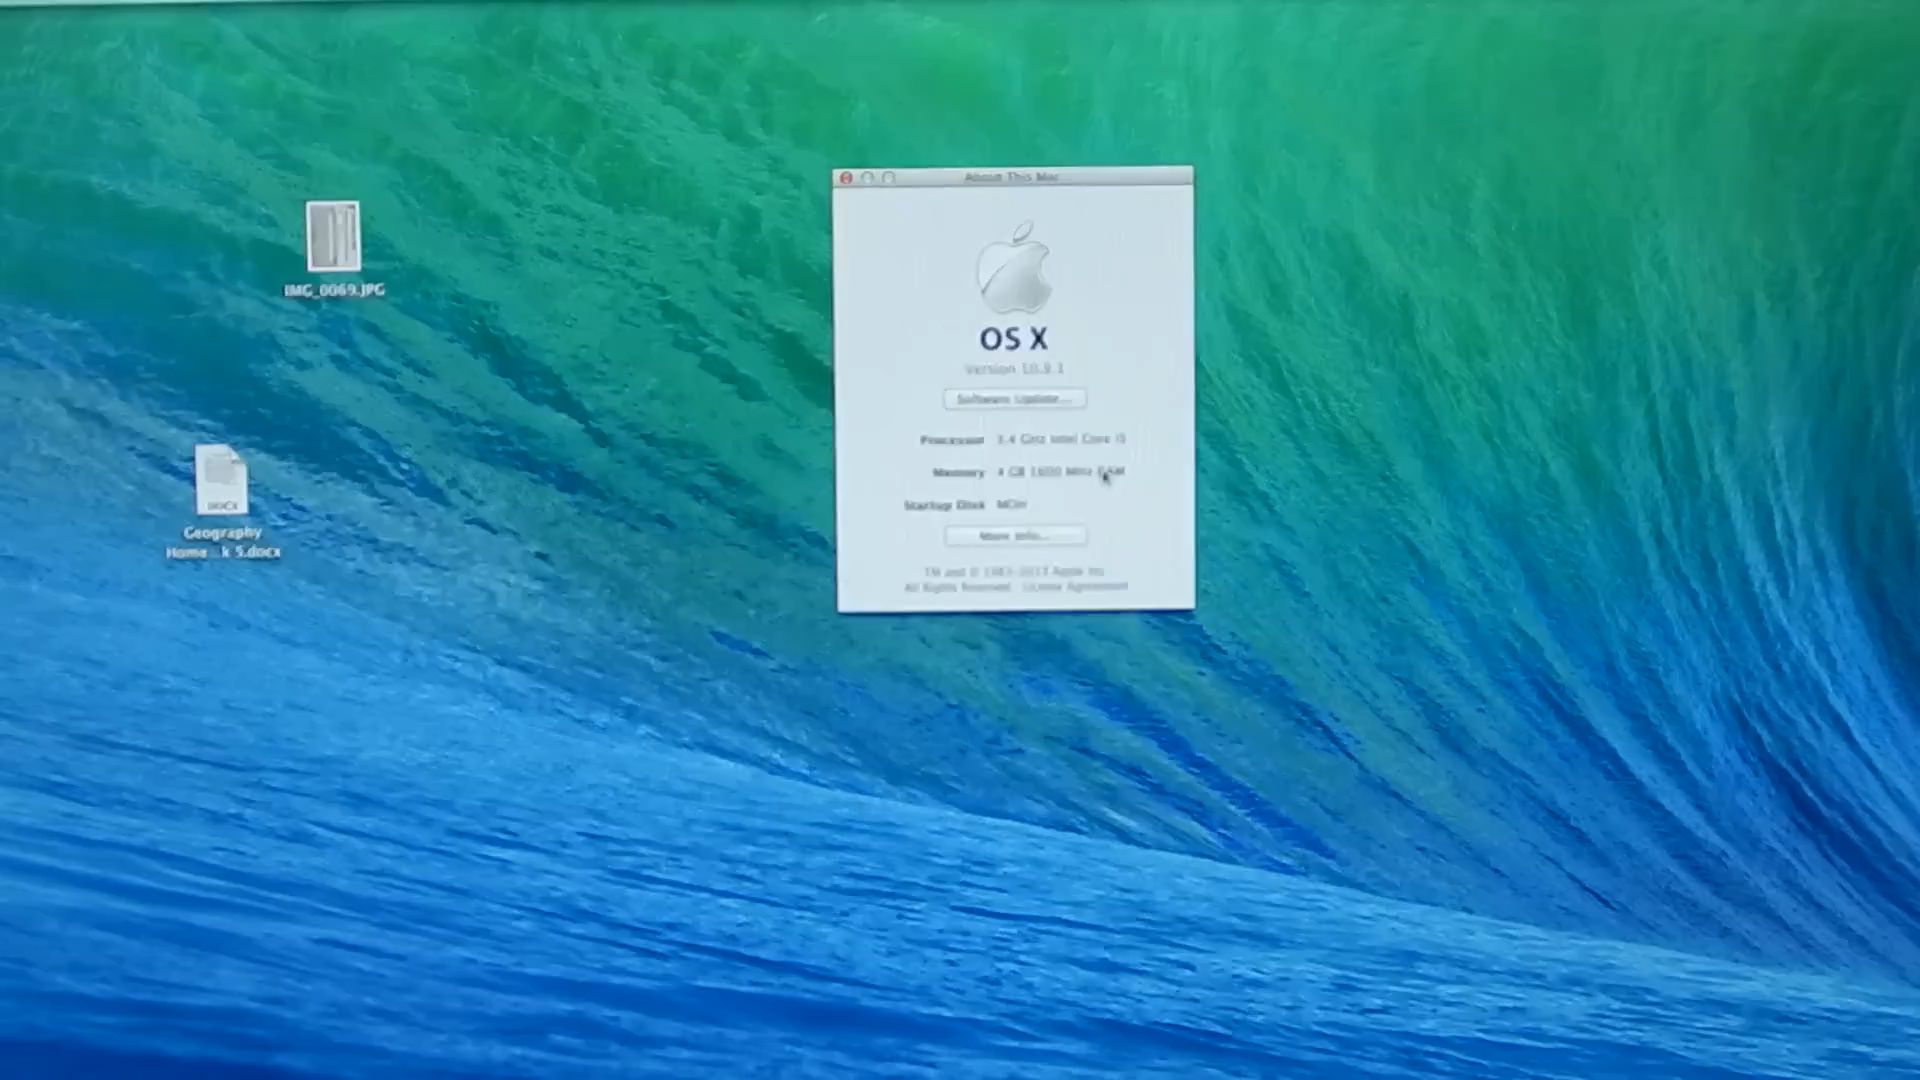 About This Mac
IMG_0069.JPG
OS X
Version 10.9.1
Software Update...
Processor 3.4 GHz Intel Core i5
Memory 4 GB 1600 MHz RAM
Startup Disk
More Info...
DOCX
Geography
Home...k 5.docx
TM and © 1983-2013 Apple Inc.
All Rights Reserved. License Agreement